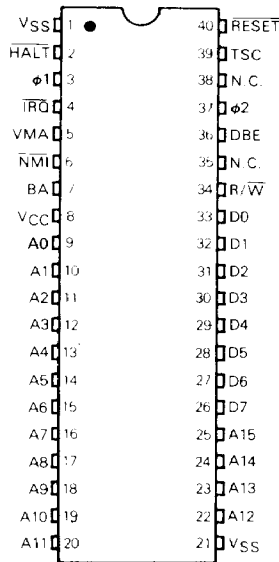 VSS 1 40 RESET
HALT 2 39 TSC
ϕ1 3 38 N.C.
IRQ 4 37 ϕ2
VMA 5 36 DBE
NMI 6 35 N.C.
BA 7 34 R/W
VCC 8 33 D0
A0 9 32 D1
A1 10 31 D2
A2 11 30 D3
A3 12 29 D4
A4 13 28 D5
A5 14 27 D6
A6 15 26 D7
A7 16 25 A15
A8 17 24 A14
A9 18 23 A13
A10 19 22 A12
A11 20 21 VSS